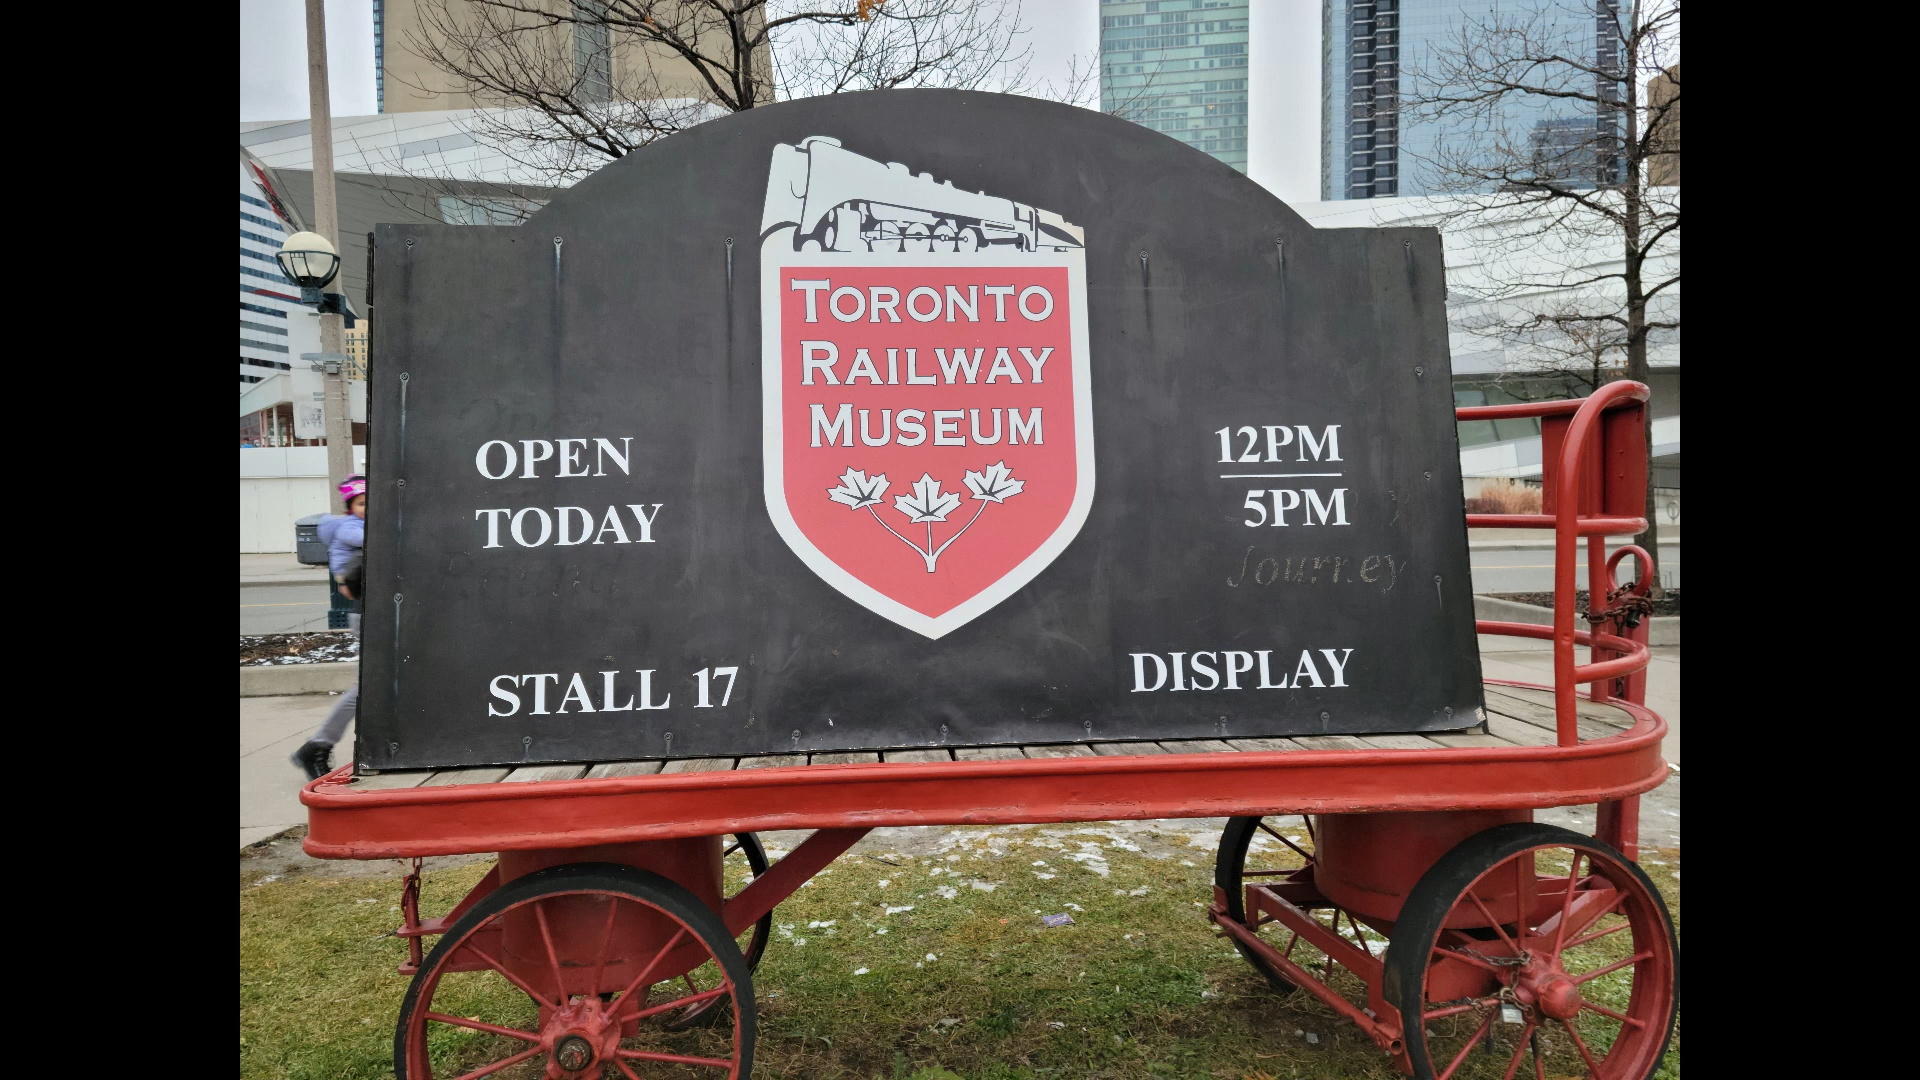 TORONTO
RAILWAY
MUSEUM
OPEN
TODAY
12PM
5PM
Journey
STALL 17
DISPLAY